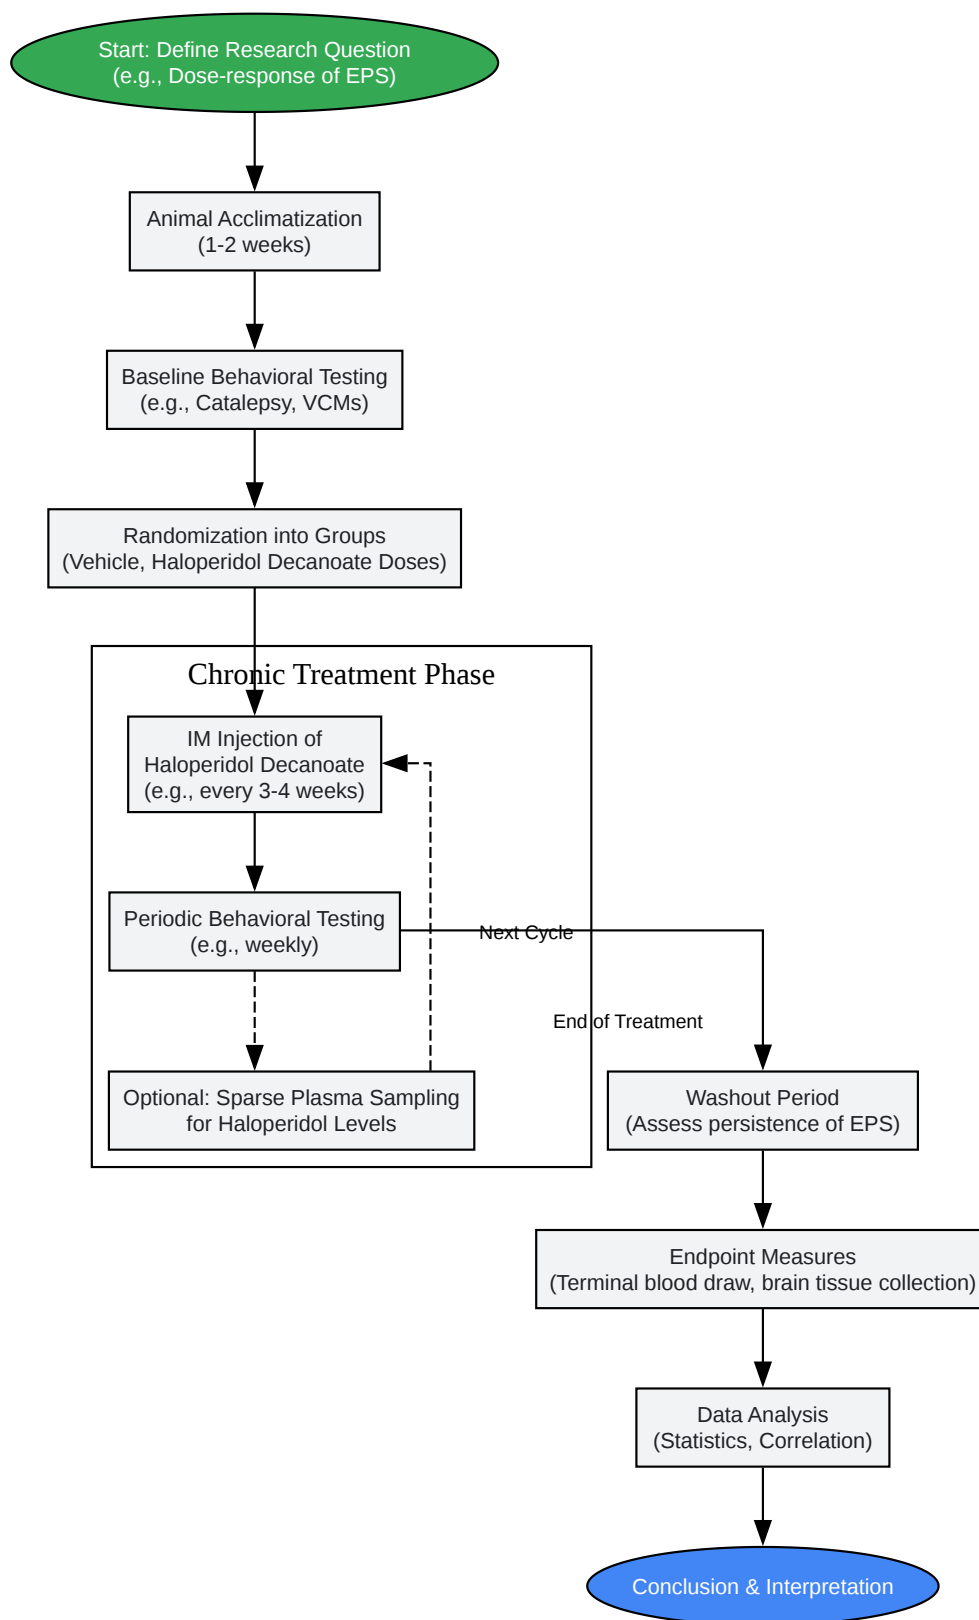 Start: Define Research Question
(e.g., Dose-response of EPS)
Animal Acclimatization
(1-2 weeks)
Baseline Behavioral Testing
(e.g., Catalepsy, VCMs)
Randomization into Groups
(Vehicle, Haloperidol Decanoate Doses)
Chronic Treatment Phase
IM Injection of
Haloperidol Decanoate
(e.g., every 3-4 weeks)
Periodic Behavioral Testing
(e.g., weekly)
Next Cycle
End of Treatment
Optional: Sparse Plasma Sampling
for Haloperidol Levels
Washout Period
(Assess persistence of EPS)
Endpoint Measures
(Terminal blood draw, brain tissue collection)
Data Analysis
(Statistics, Correlation)
Conclusion & Interpretation